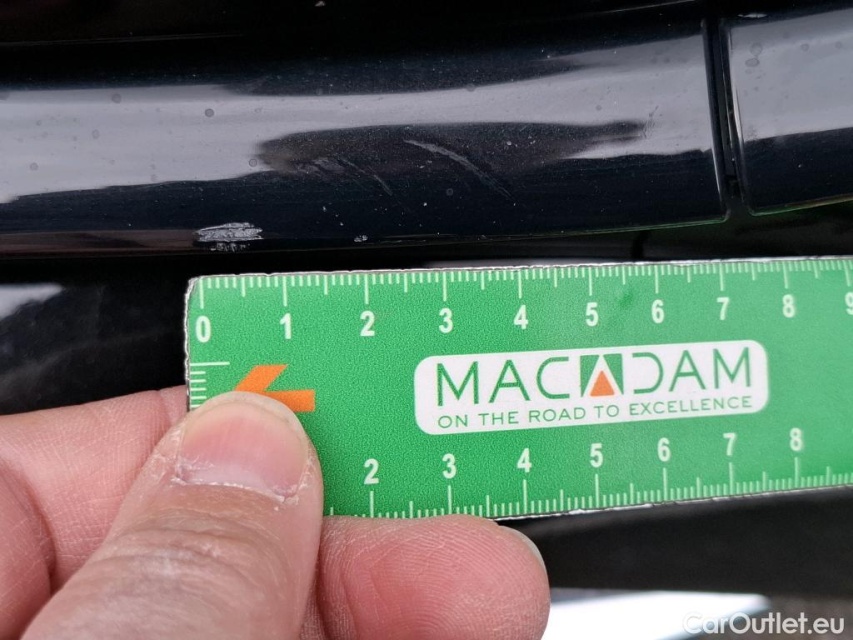 0 1 2 3 4 5 6 7 8 9
MACADAM
ON THE ROAD TO EXCELLENCE
2 3 4 5 6 7 8
CarOutlet.eu